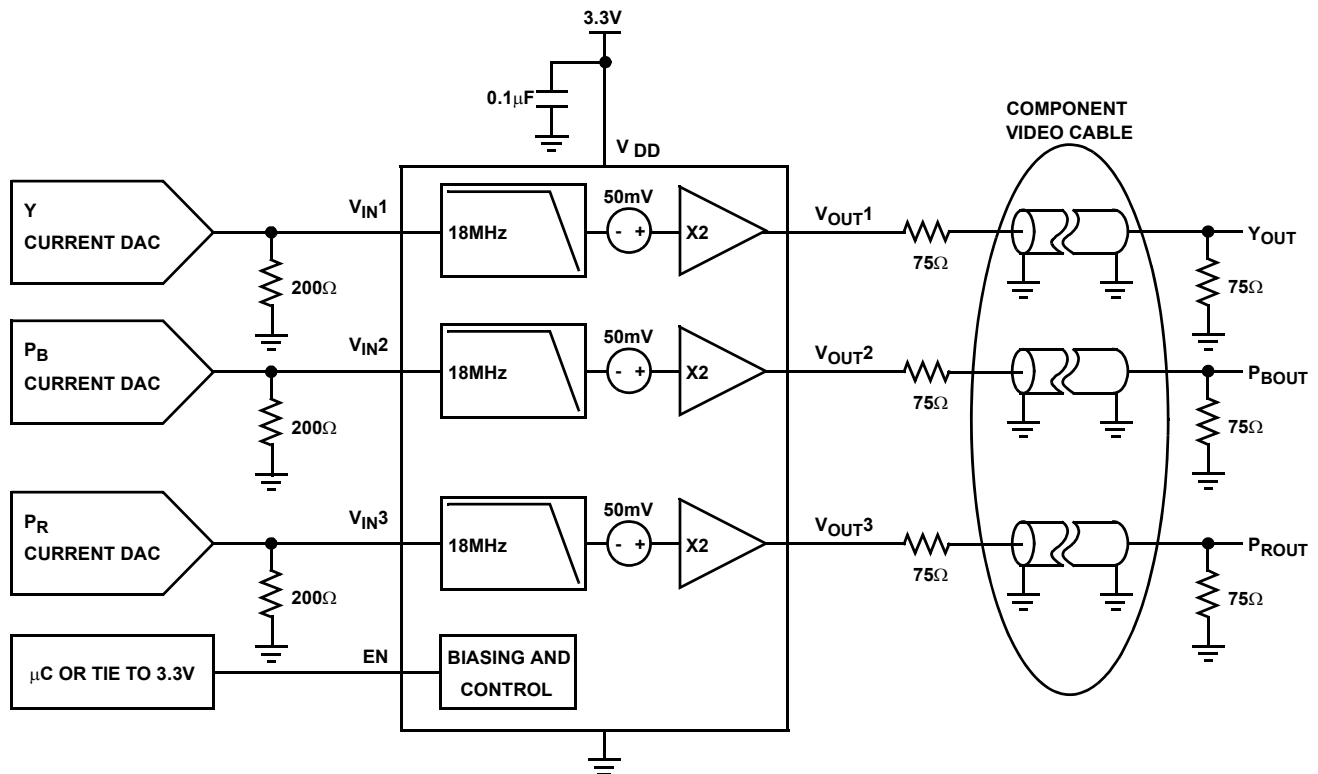 3.3V
0.1μF
V DD
COMPONENT
VIDEO CABLE
Y
CURRENT DAC
VIN1
200Ω
18MHz
50mV
- +
X2
VOUT1
75Ω
YOUT
75Ω
PB
CURRENT DAC
VIN2
200Ω
18MHz
50mV
- +
X2
VOUT2
75Ω
PBOUT
75Ω
PR
CURRENT DAC
VIN3
200Ω
18MHz
50mV
- +
X2
VOUT3
75Ω
PROUT
75Ω
μC OR TIE TO 3.3V
EN
BIASING AND
CONTROL